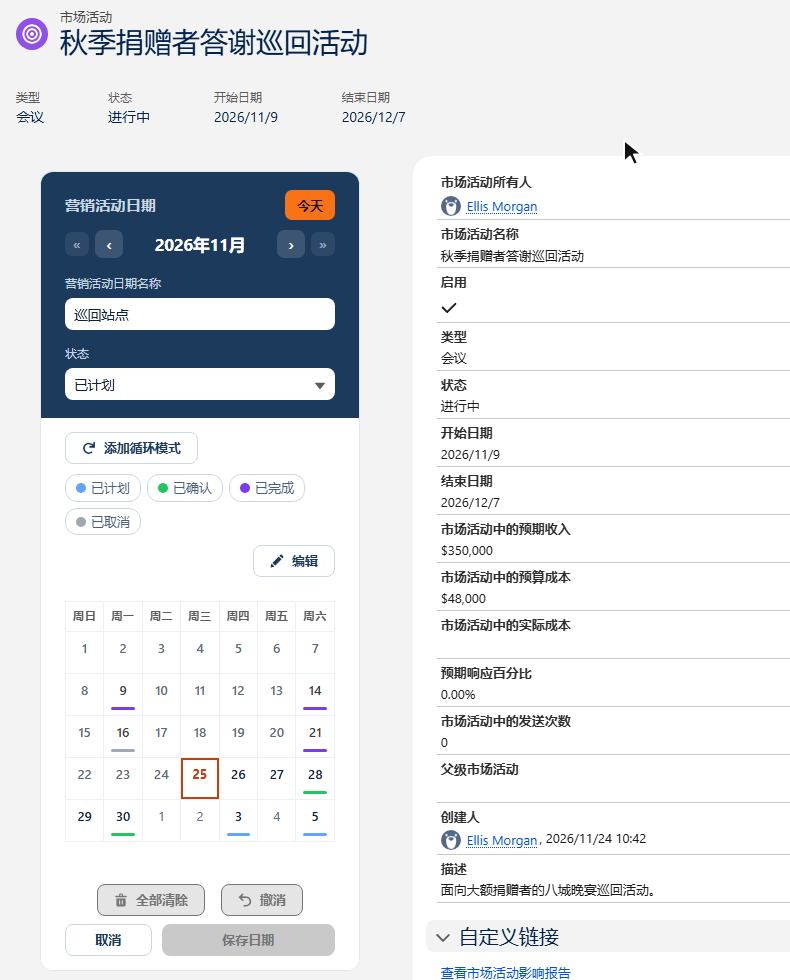 市场活动
秋季捐赠者答谢巡回活动
类型 状态 开始日期 结束日期
会议 进行中 2026/11/9 2026/12/7
营销活动日期 今天
« ‹ 2026年11月 › »
营销活动日期名称
巡回站点
状态
已计划
添加循环模式
已计划 已确认 已完成
已取消
编辑
周日 周一 周二 周三 周四 周五 周六
1 2 3 4 5 6 7
8 9 10 11 12 13 14
15 16 17 18 19 20 21
22 23 24 25 26 27 28
29 30 1 2 3 4 5
全部清除 撤消
取消 保存日期
市场活动所有人
Ellis Morgan
市场活动名称
秋季捐赠者答谢巡回活动
启用
类型
会议
状态
进行中
开始日期
2026/11/9
结束日期
2026/12/7
市场活动中的预期收入
$350,000
市场活动中的预算成本
$48,000
市场活动中的实际成本
预期响应百分比
0.00%
市场活动中的发送次数
0
父级市场活动
创建人
Ellis Morgan, 2026/11/24 10:42
描述
面向大额捐赠者的八城晚宴巡回活动。
自定义链接
查看市场活动影响报告